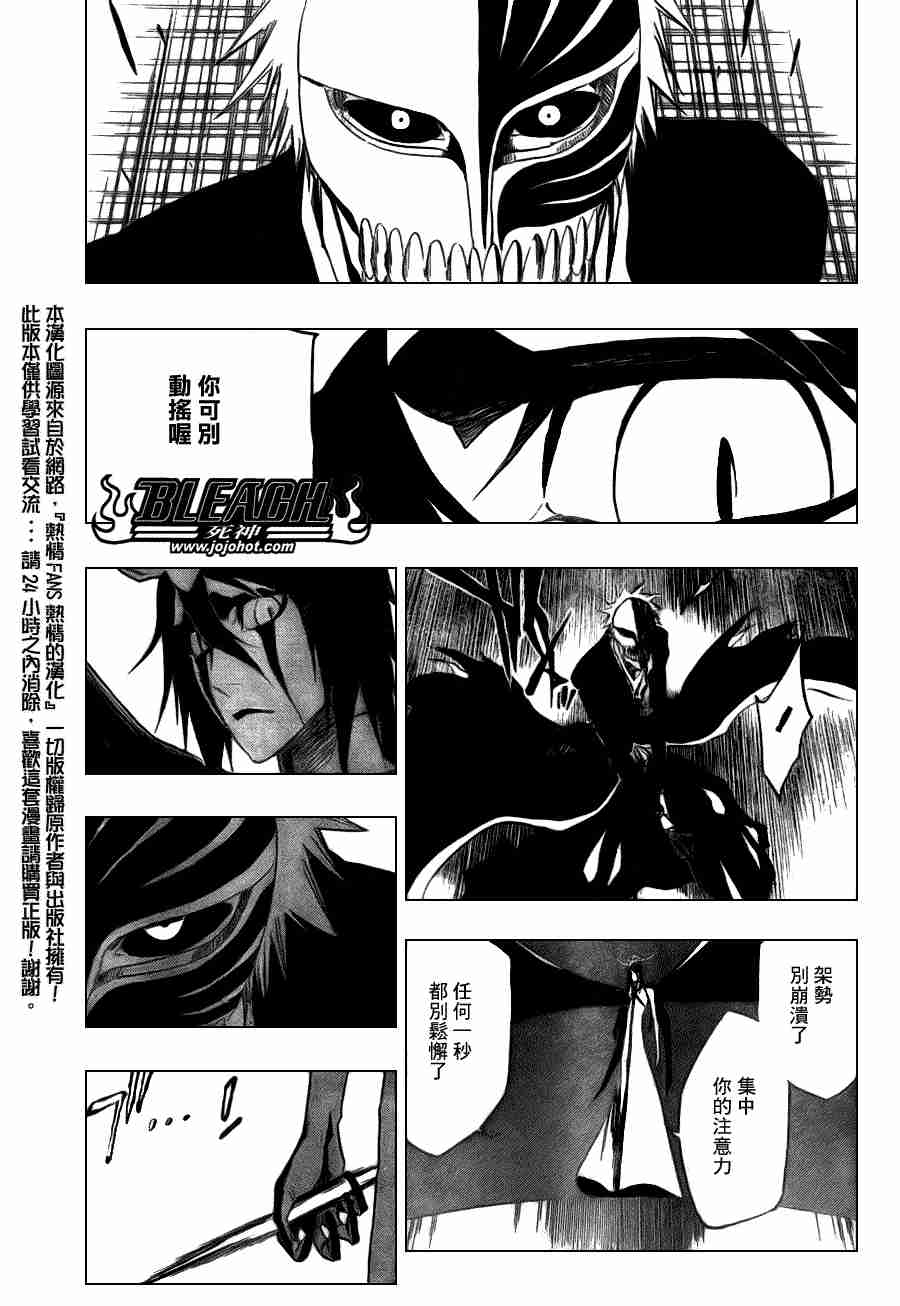 你可別
動搖喔
BLEACH
死神
www.jojohot.com
架勢
別崩潰了
集中
你的注意力
任何一秒
都別鬆懈了
本漢化圖源來自於網路，『熱情FANS熱情的漢化』一切版權歸原作者與出版社擁有！
此版本僅供學習試看交流…請24小時之內消除，喜歡這套漫畫請購買正版！謝謝。